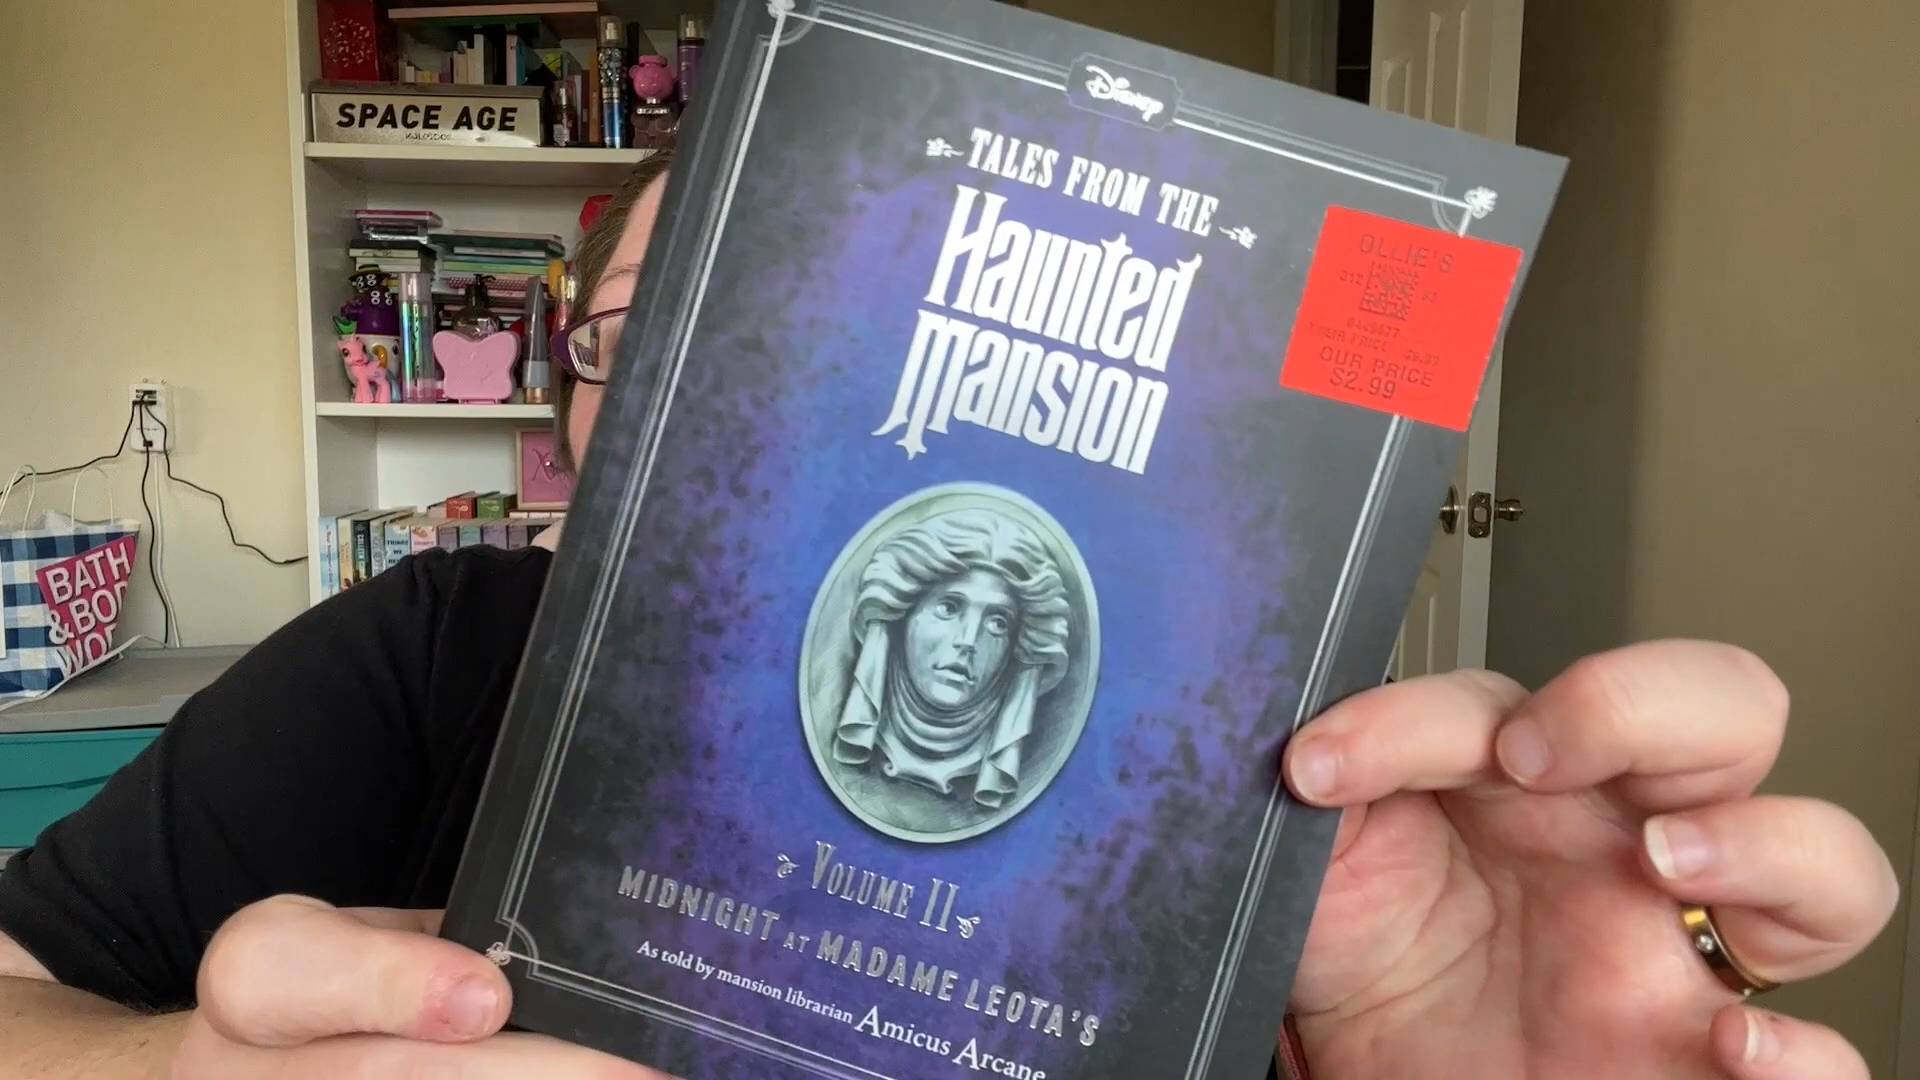 SPACE AGE
Disney
TALES FROM THE
Haunted
Mansion
OLLIE'S
OUR PRICE
$2.99
VOLUME II
MIDNIGHT AT MADAME LEOTA'S
As told by mansion librarian Amicus Arcane
BATH
& BOD
WO